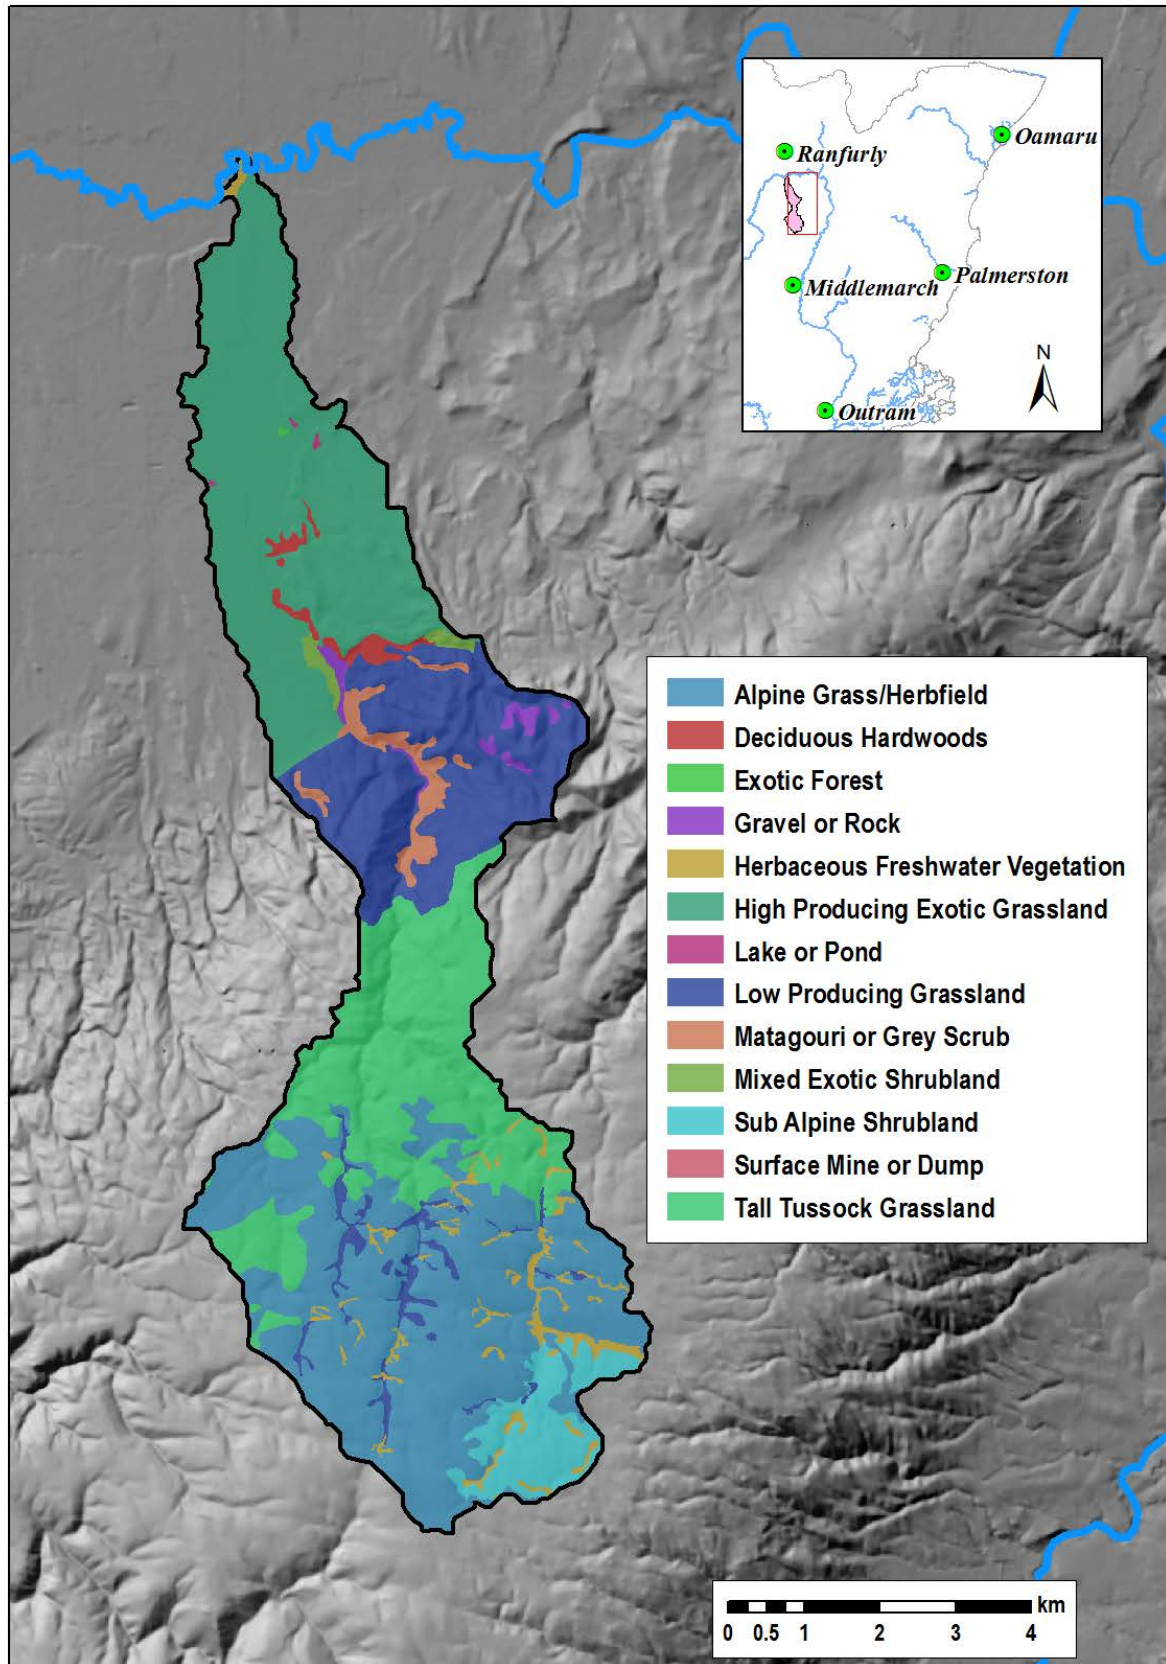 Ranfurly
Oamaru
Middlemarch
Palmerston
Outram
N
Alpine Grass/Herbfield
Deciduous Hardwoods
Exotic Forest
Gravel or Rock
Herbaceous Freshwater Vegetation
High Producing Exotic Grassland
Lake or Pond
Low Producing Grassland
Matagouri or Grey Scrub
Mixed Exotic Shrubland
Sub Alpine Shrubland
Surface Mine or Dump
Tall Tussock Grassland
km
0 0.5 1 2 3 4